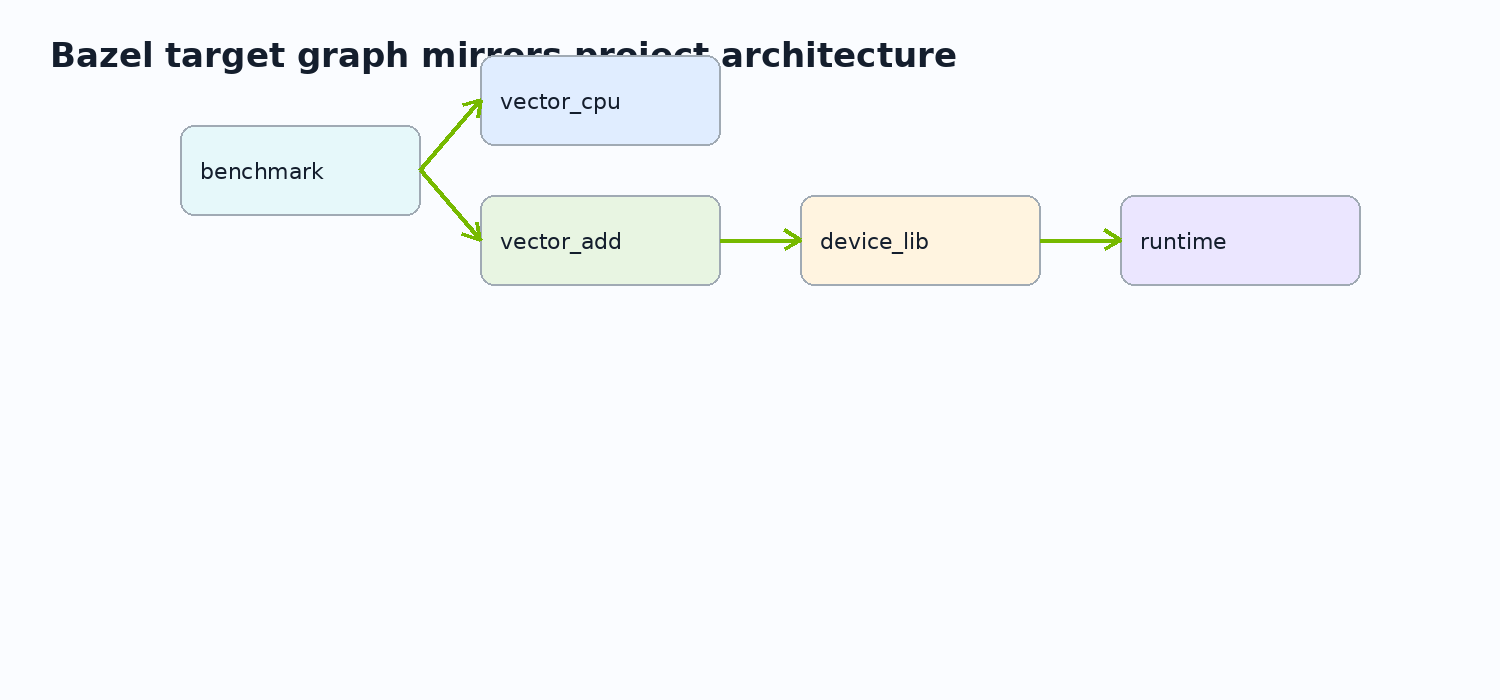 Bazel target graph mirrors project architecture
vector_cpu
benchmark
vector_add
device_lib
runtime